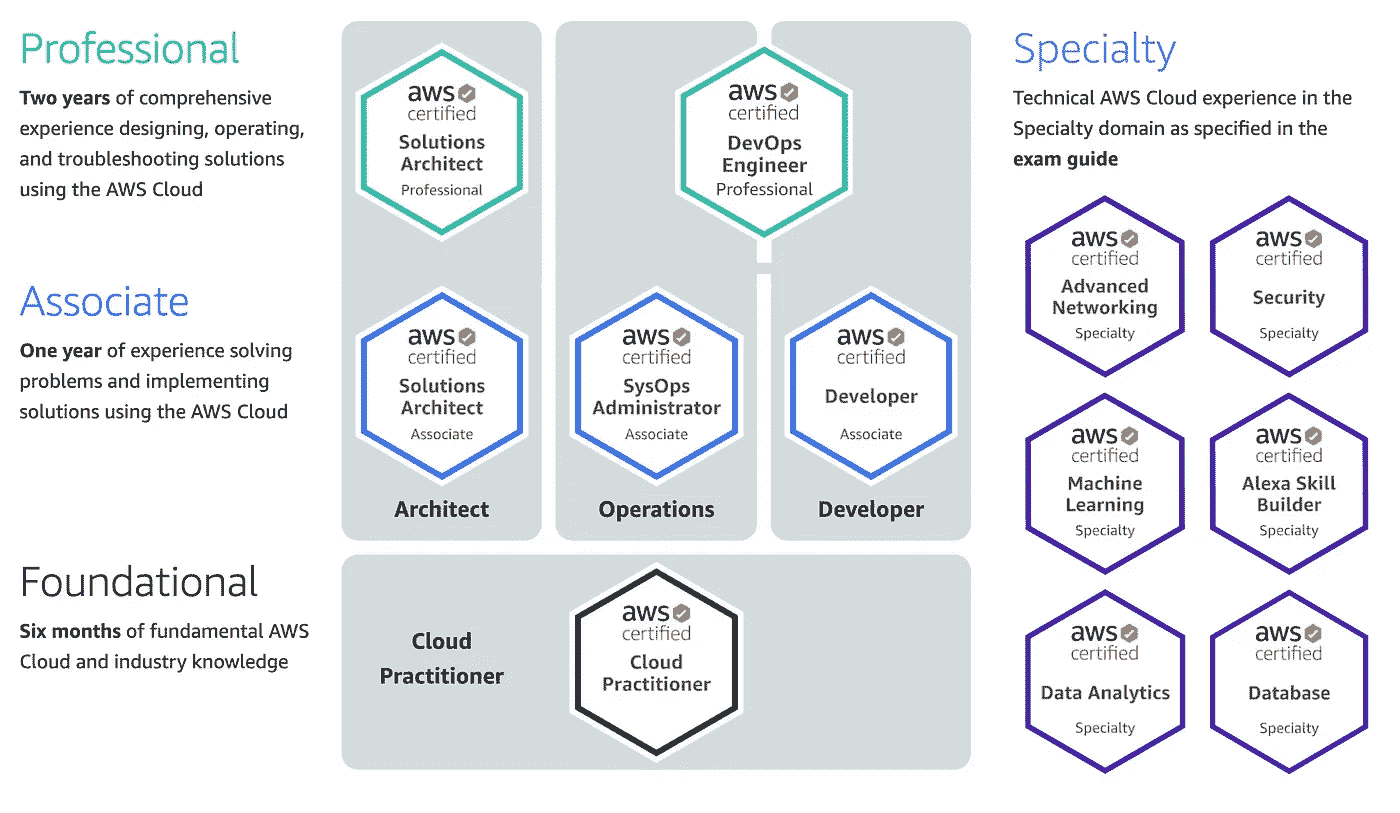 Professional
Two years of comprehensive
experience designing, operating,
and troubleshooting solutions
using the AWS Cloud
aws
certified
Solutions
Architect
Professional
aws
certified
DevOps
Engineer
Professional
Associate
One year of experience solving
problems and implementing
solutions using the AWS Cloud
aws
certified
Solutions
Architect
Associate
Architect
aws
certified
SysOps
Administrator
Associate
Operations
aws
certified
Developer
Associate
Developer
Foundational
Six months of fundamental AWS
Cloud and industry knowledge
Cloud
Practitioner
aws
certified
Cloud
Practitioner
Specialty
Technical AWS Cloud experience in the
Specialty domain as specified in the
exam guide
aws
certified
Advanced
Networking
Specialty
aws
certified
Security
Specialty
aws
certified
Machine
Learning
Specialty
aws
certified
Alexa Skill
Builder
Specialty
aws
certified
Data Analytics
Specialty
aws
certified
Database
Specialty